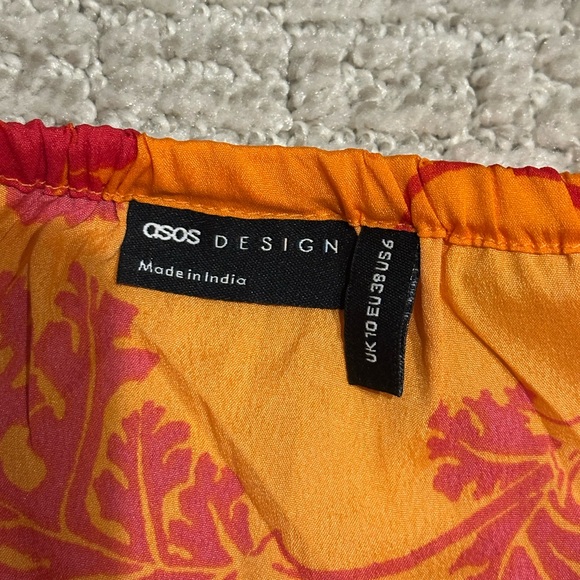 asos DESIGN
Made in India
UK 10 EU 38 US 6